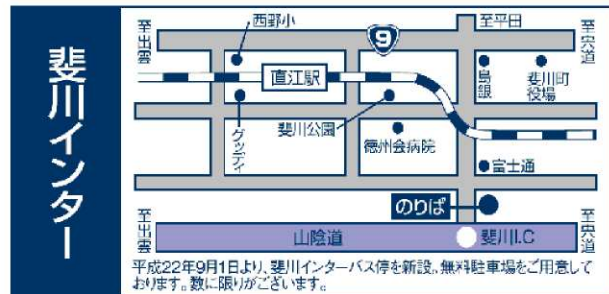 斐川インター
至出雲
西野小
9
至平田
至宍道
直江駅
島銀
斐川町
役場
グッディ
斐川公園
徳州会病院
富士通
のりば
至出雲
山陰道
斐川I.C
至宍道
平成22年9月1日より、斐川インターバス停を新設。無料駐車場をご用意して
おります。数に限りがございます。